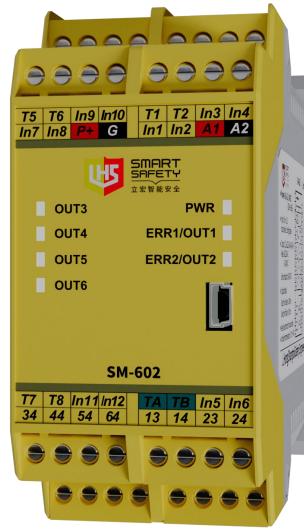 T5 T6 In9 In10 T1 T2 In3 In4
In7 In8 P+ G In1 In2 A1 A2
LHS SMART
SAFETY
立宏智能安全
OUT3 PWR
OUT4 ERR1/OUT1
OUT5 ERR2/OUT2
OUT6
SM-602
T7 T8 In11 In12 TA TB In5 In6
34 44 54 64 13 14 23 24